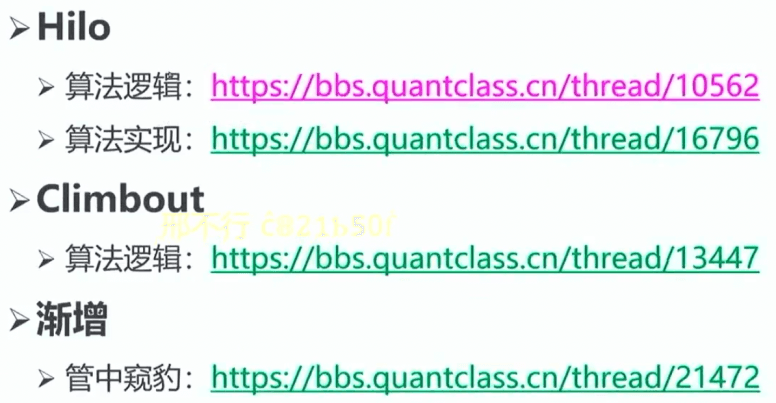 Hilo
算法逻辑：https://bbs.quantclass.cn/thread/10562
算法实现：https://bbs.quantclass.cn/thread/16796
Climbout
邢不行
算法逻辑：https://bbs.quantclass.cn/thread/13447
渐增
管中窥豹：https://bbs.quantclass.cn/thread/21472